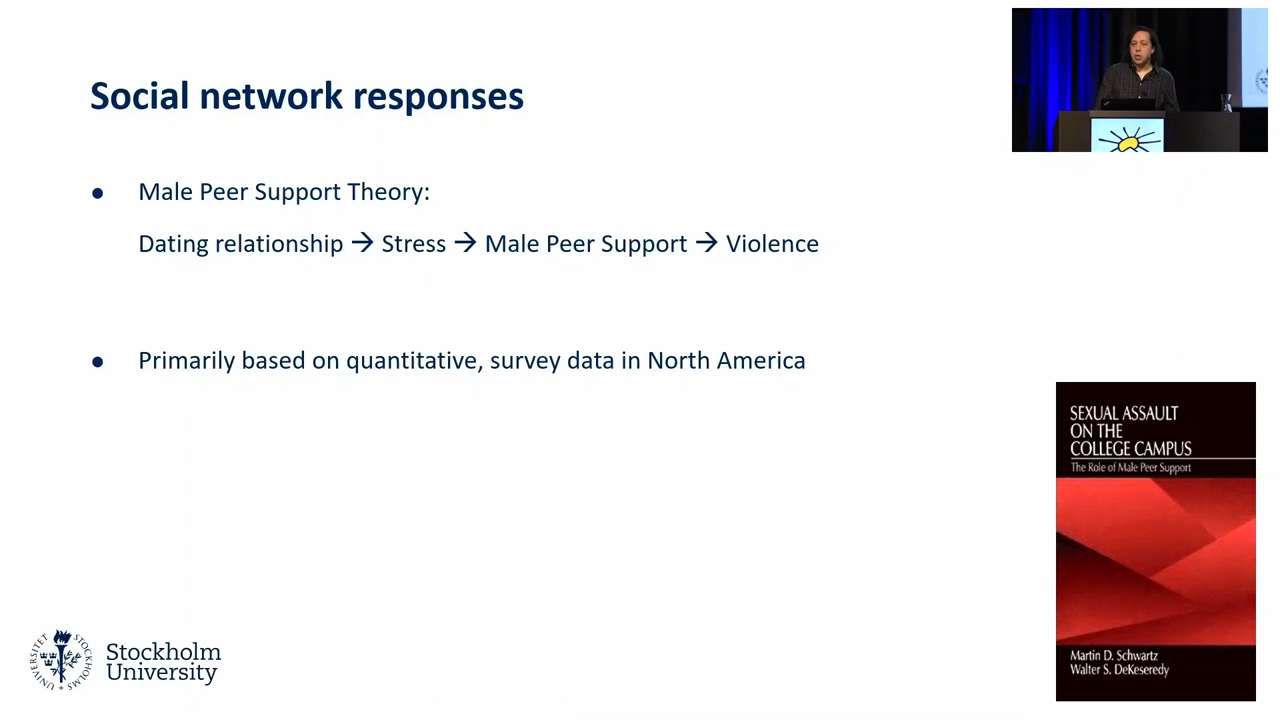 Social network responses
● Male Peer Support Theory:
Dating relationship → Stress → Male Peer Support → Violence
● Primarily based on quantitative, survey data in North America
SEXUAL ASSAULT
ON THE
COLLEGE CAMPUS
The Role of Male Peer Support
Martin D. Schwartz
Walter S. DeKeseredy
STOCKHOLMS UNIVERSITET
Stockholm
University